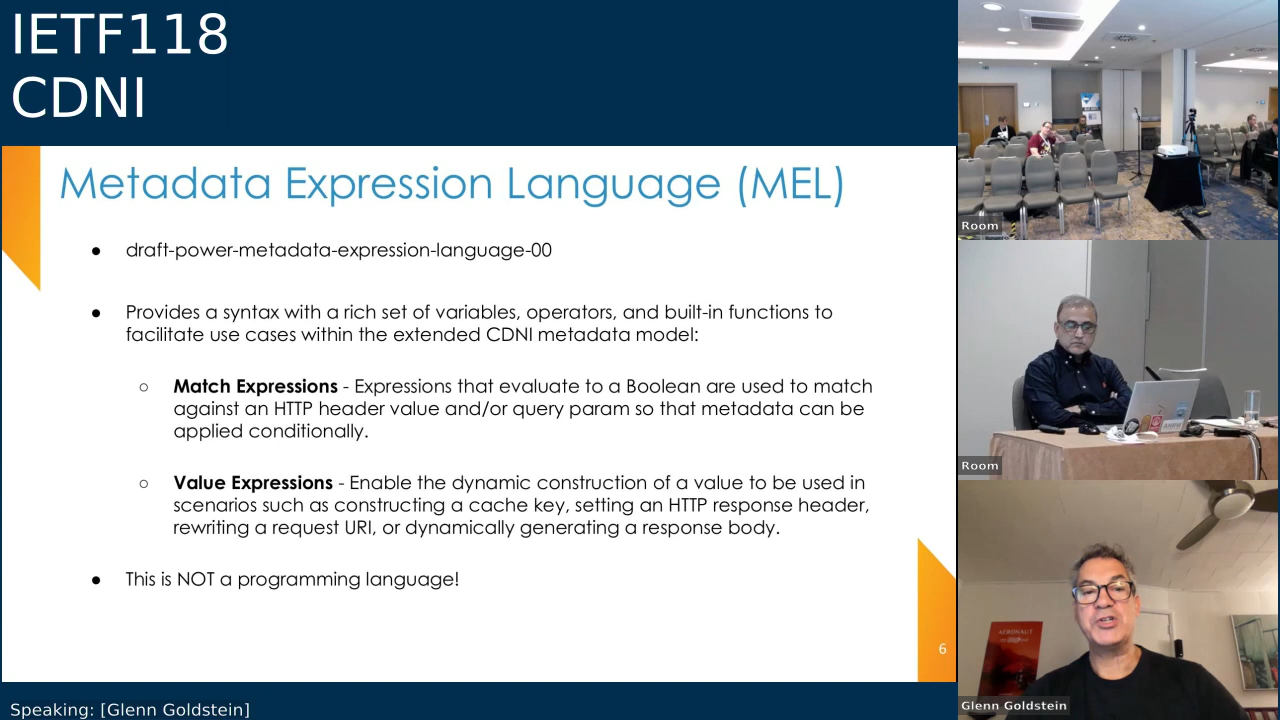 IETF118
CDNI
Metadata Expression Language (MEL)
● draft-power-metadata-expression-language-00
● Provides a syntax with a rich set of variables, operators, and built-in functions to
facilitate use cases within the extended CDNI metadata model:
○ Match Expressions - Expressions that evaluate to a Boolean are used to match
against an HTTP header value and/or query param so that metadata can be
applied conditionally.
○ Value Expressions - Enable the dynamic construction of a value to be used in
scenarios such as constructing a cache key, setting an HTTP response header,
rewriting a request URI, or dynamically generating a response body.
● This is NOT a programming language!
6
Speaking: [Glenn Goldstein]
Room
Room
AERONAUT
Glenn Goldstein